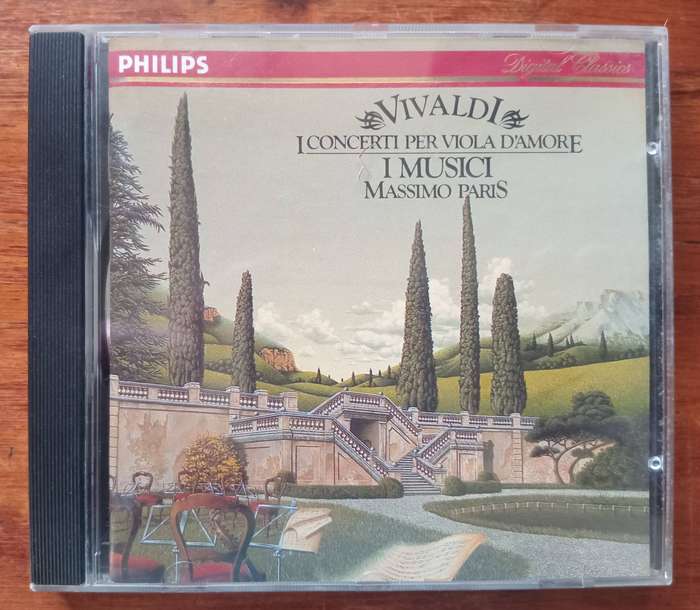 PHILIPS
Digital Classics
VIVALDI
I CONCERTI PER VIOLA D'AMORE
I MUSICI
MASSIMO PARIS